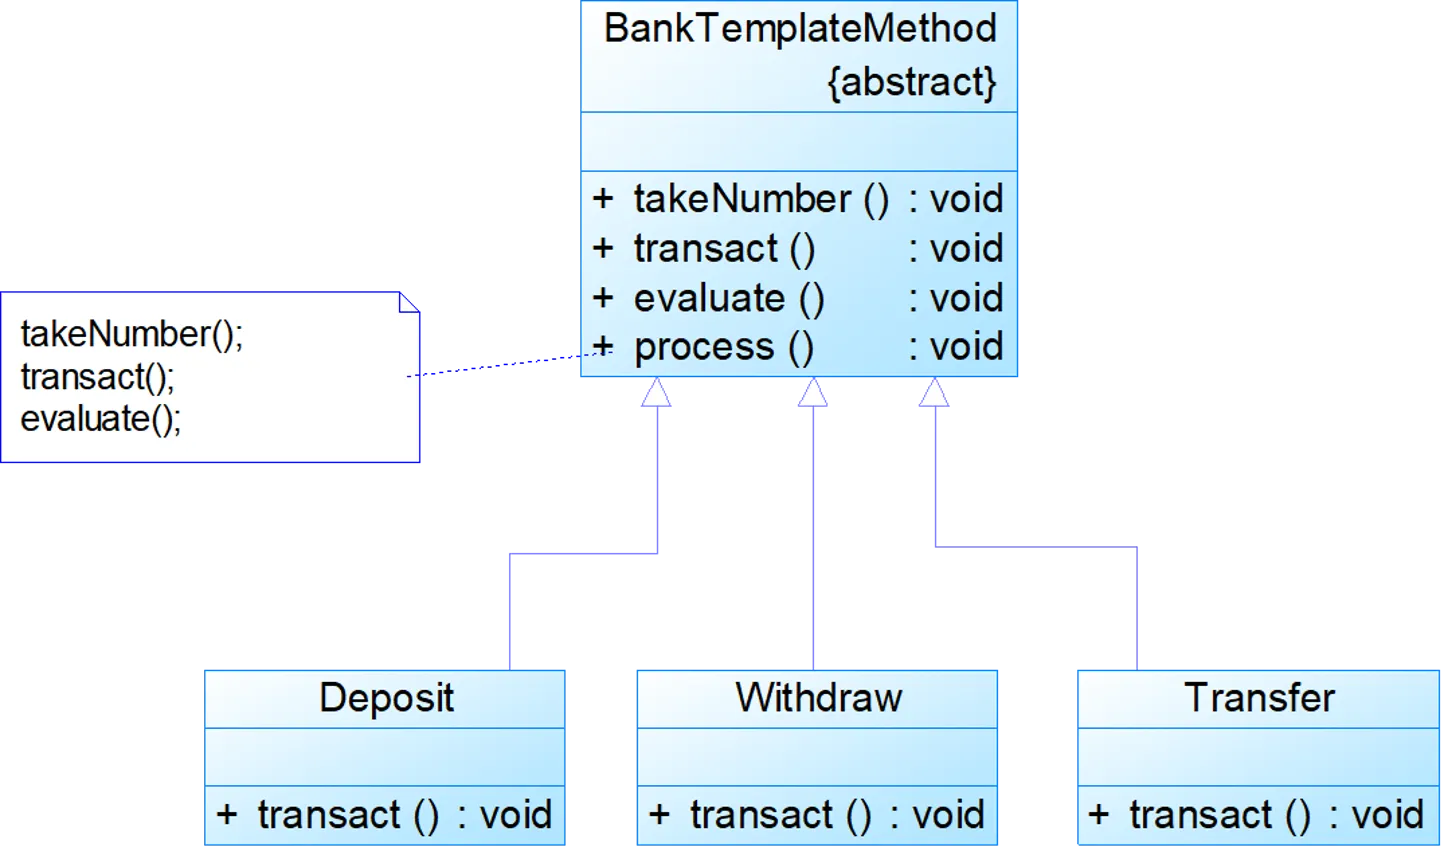 BankTemplateMethod
{abstract}
+ takeNumber () : void
+ transact () : void
+ evaluate () : void
+ process () : void
takeNumber();
transact();
evaluate();
Deposit
+ transact () : void
Withdraw
+ transact () : void
Transfer
+ transact () : void